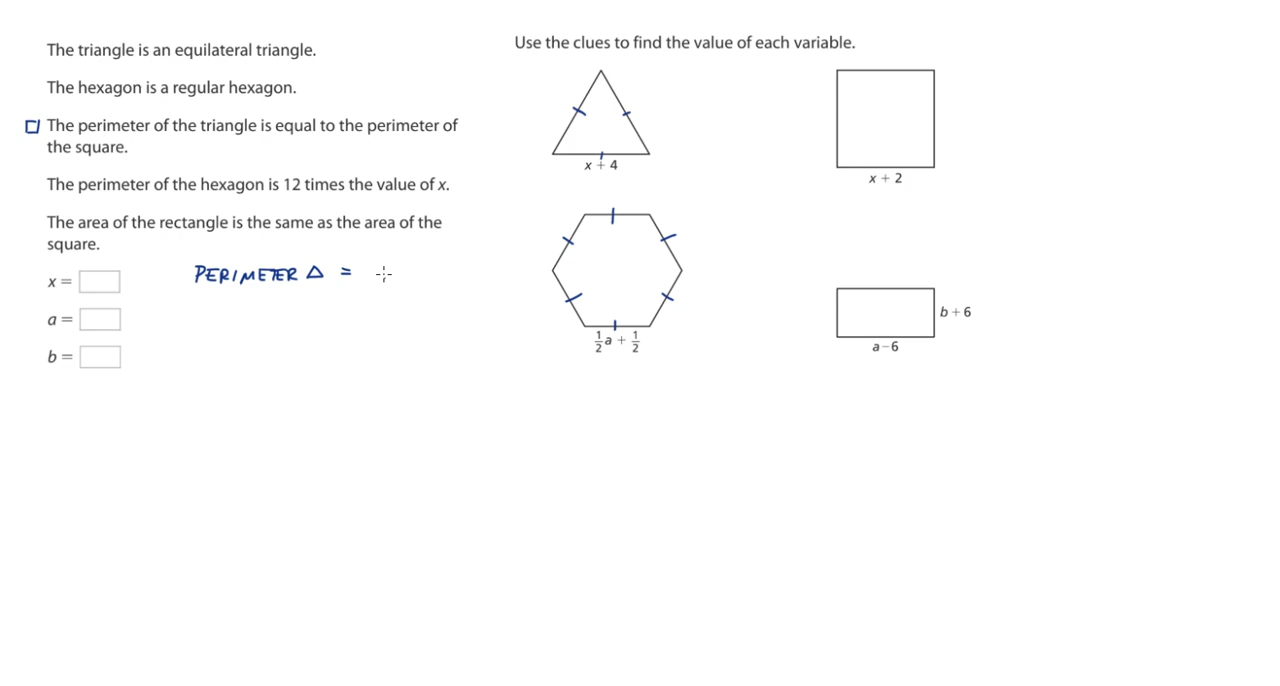 The triangle is an equilateral triangle.
The hexagon is a regular hexagon.
The perimeter of the triangle is equal to the perimeter of
the square.
The perimeter of the hexagon is 12 times the value of x.
The area of the rectangle is the same as the area of the
square.
x =
a =
b =
PERIMETER Δ =
Use the clues to find the value of each variable.
x + 4
x + 2
1/2 a + 1/2
b + 6
a - 6